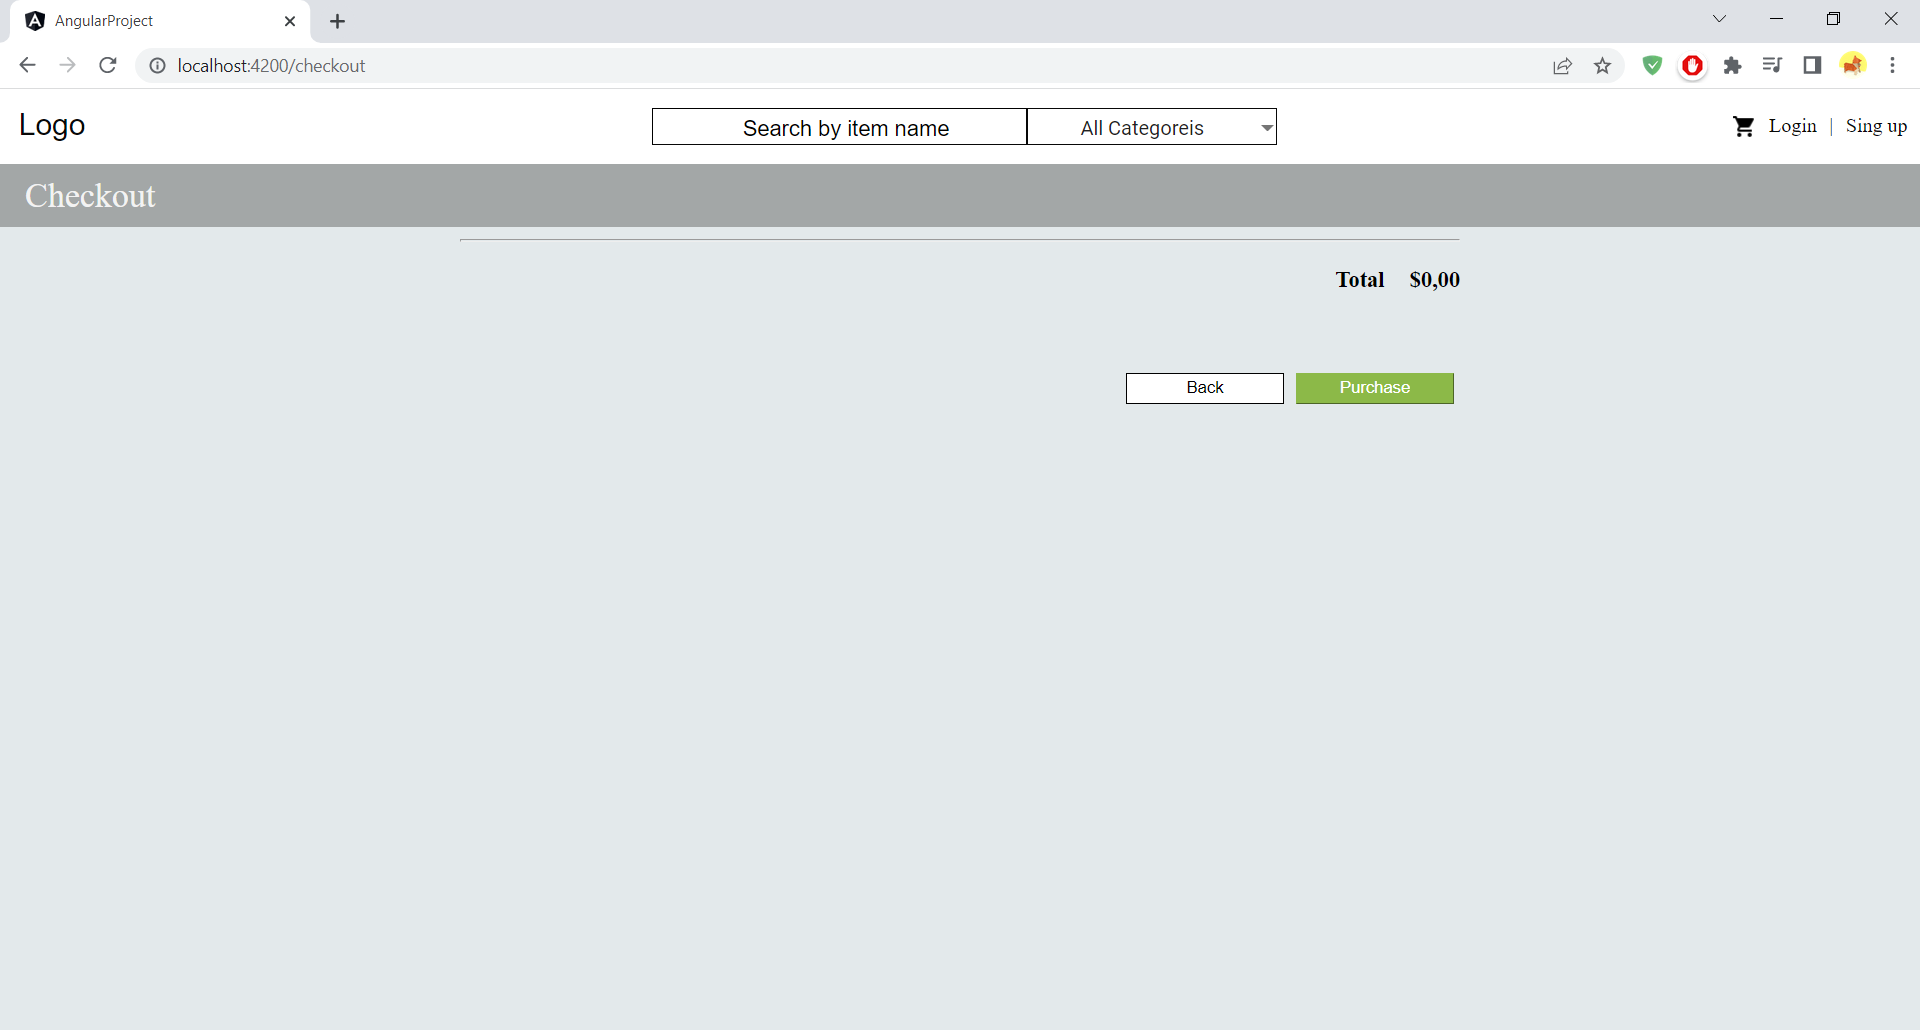 AngularProject
localhost:4200/checkout
Logo
Search by item name
All Categoreis
Login | Sing up
Checkout
Total $0,00
Back
Purchase